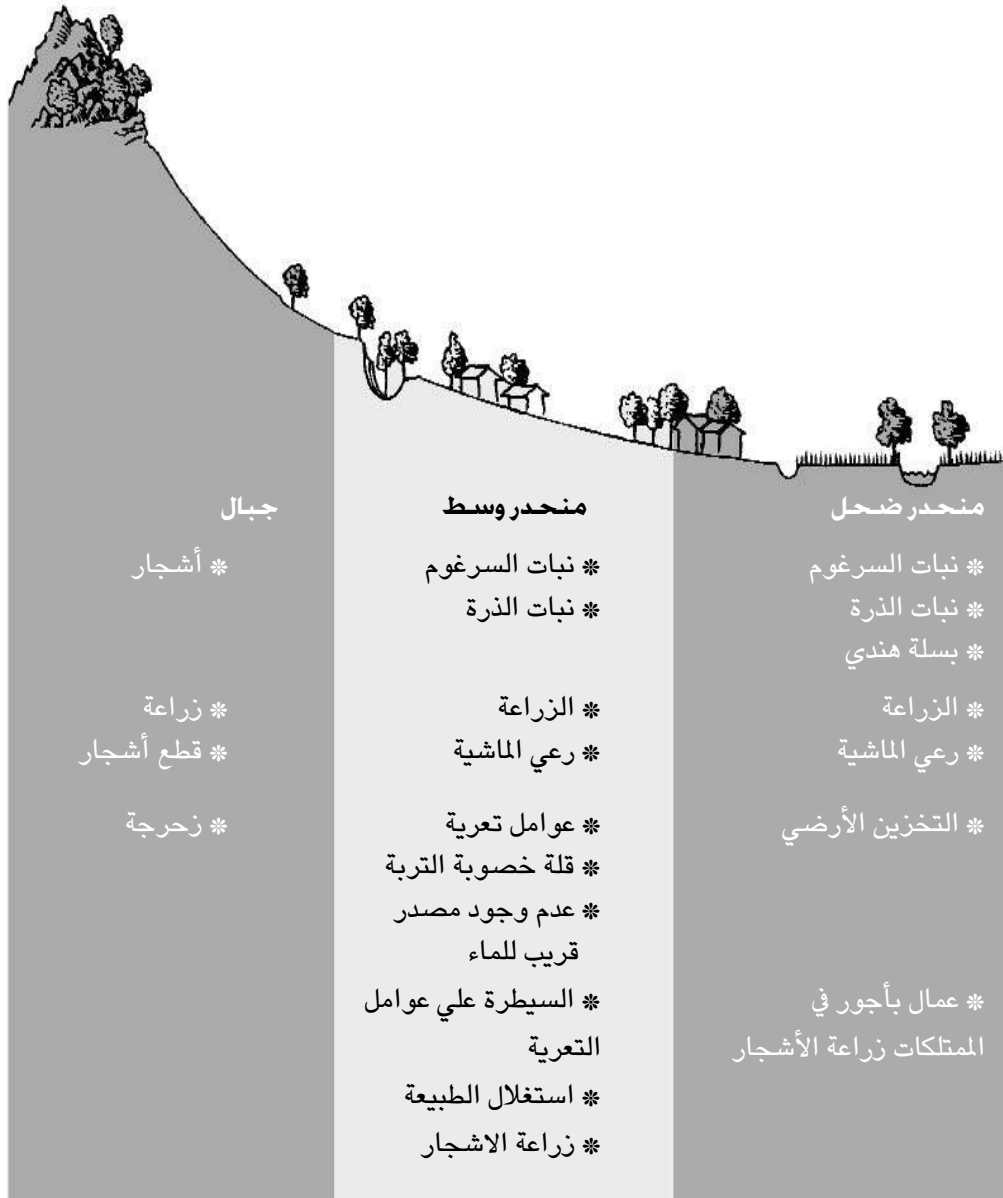 منحدر ضحل
* نبات السرغوم
* نبات الذرة
* بسلة هندي
* الزراعة
* رعي الماشية
* التخزين الأرضي
* عمال بأجور في
الممتلكات زراعة الأشجار
منحدر وسط
* نبات السرغوم
* نبات الذرة
* الزراعة
* رعي الماشية
* عوامل تعرية
* قلة خصوبة التربة
* عدم وجود مصدر
قريب للماء
* السيطرة علي عوامل
التعرية
* استغلال الطبيعة
* زراعة الاشجار
جبال
* أشجار
* زراعة
* قطع أشجار
* زحرجة